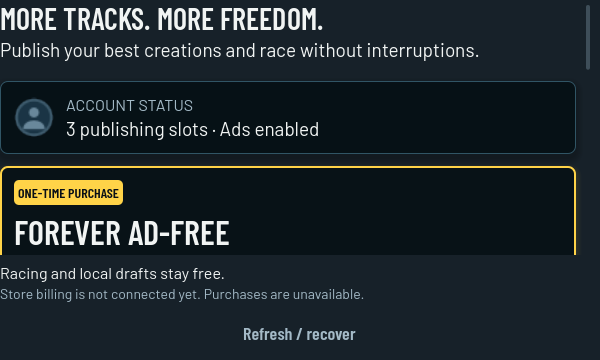 MORE TRACKS. MORE FREEDOM.
Publish your best creations and race without interruptions.
ACCOUNT STATUS
3 publishing slots · Ads enabled
ONE-TIME PURCHASE
FOREVER AD-FREE
Racing and local drafts stay free.
Store billing is not connected yet. Purchases are unavailable.
Refresh / recover